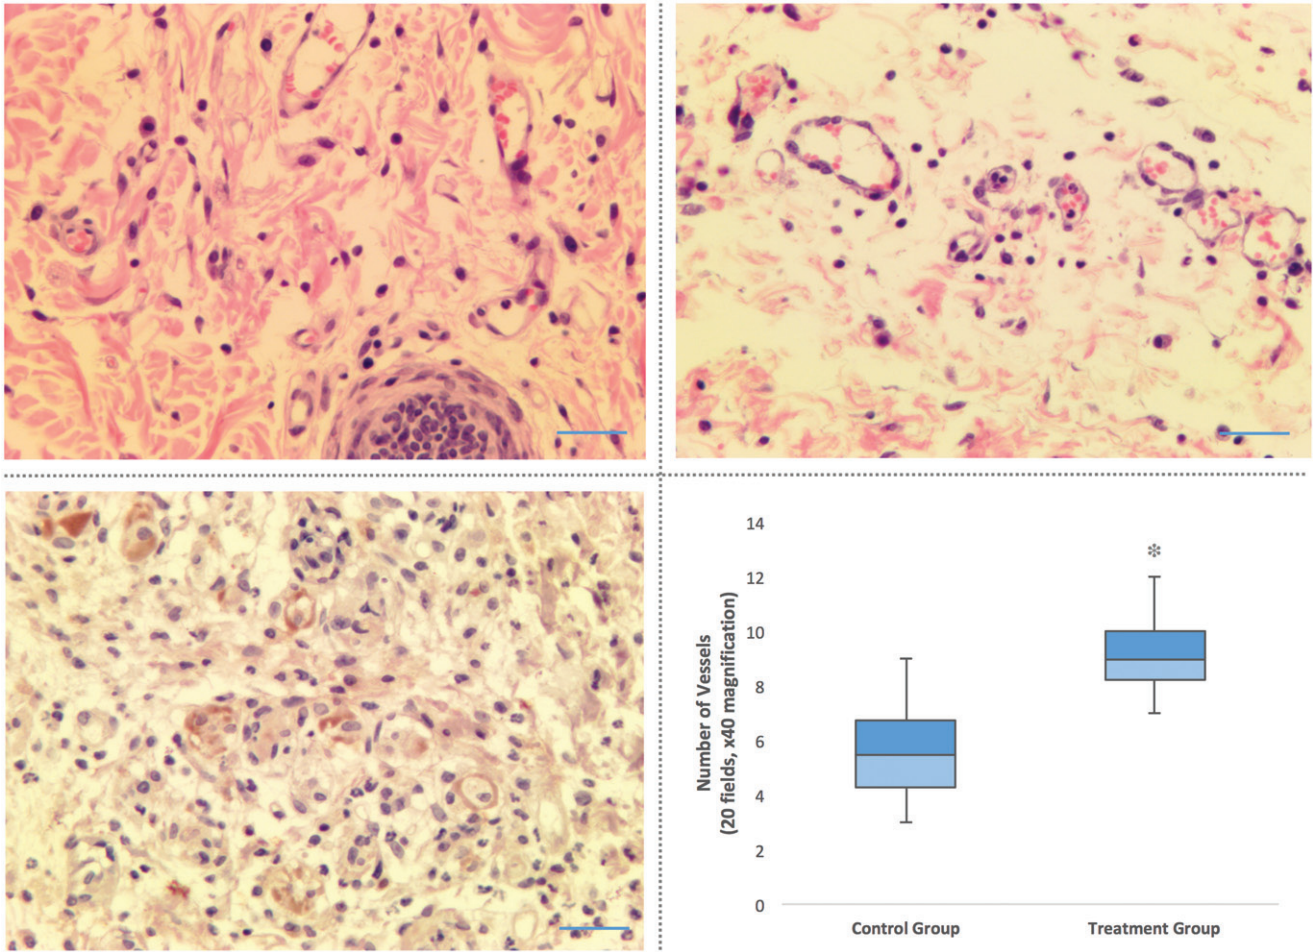 14
12
10
8
6
4
2
0
Number of Vessels
(20 fields, x40 magnification)
*
Control Group
Treatment Group